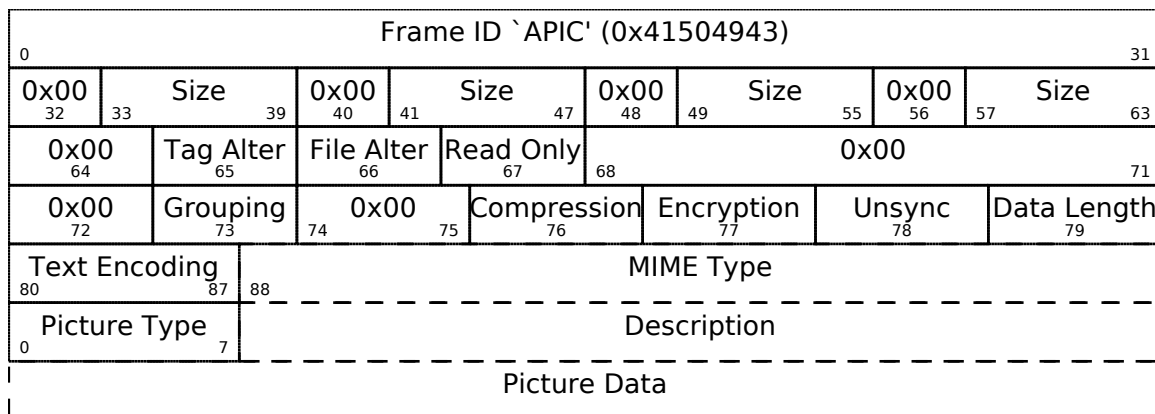 Frame ID `APIC' (0x41504943)
0 31
0x00 Size 0x00 Size 0x00 Size 0x00 Size
32 33 39 40 41 47 48 49 55 56 57 63
0x00 Tag Alter File Alter Read Only 0x00
64 65 66 67 68 71
0x00 Grouping 0x00 Compression Encryption Unsync Data Length
72 73 74 75 76 77 78 79
Text Encoding MIME Type
80 87 88
Picture Type Description
0 7
Picture Data